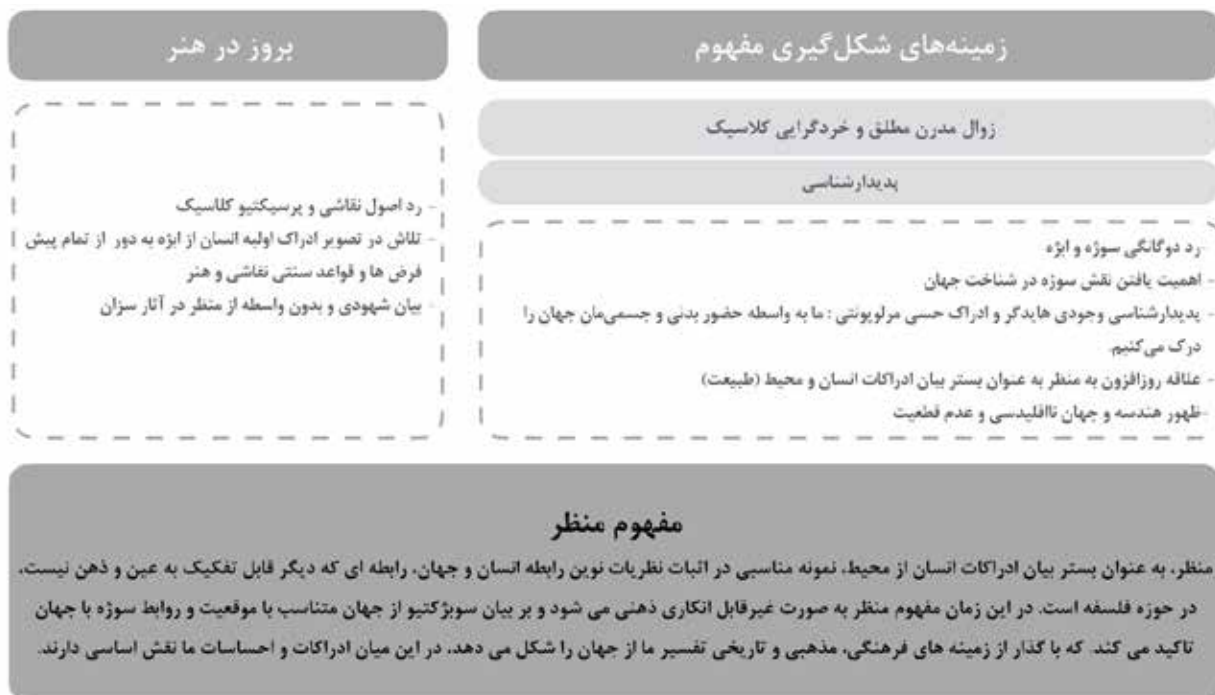 زمینه‌های شکل‌گیری مفهوم
زوال مدرن مطلق و خردگرایی کلاسیک
پدیدارشناسی
-رد دوگانگی سوژه و ابژه
- اهمیت یافتن نقش سوژه در شناخت جهان
- پدیدارشناسی وجودی هایدگر و ادراک حسی مرلوپونتی : ما به واسطه حضور بدنی و جسمی‌مان جهان را
درک می‌کنیم.
- علاقه روزافزون به منظر به عنوان بستر بیان ادراکات انسان و محیط (طبیعت)
-ظهور هندسه و جهان نااقلیدسی و عدم قطعیت
بروز در هنر
- رد اصول نقاشی و پرسپکتیو کلاسیک
- تلاش در تصویر ادراک اولیه انسان از ابژه به دور از تمام پیش
فرض ها و قواعد سنتی نقاشی و هنر
- بیان شهودی و بدون واسطه از منظر در آثار سزان
مفهوم منظر
منظر، به عنوان بستر بیان ادراکات انسان از محیط، نمونه مناسبی در اثبات نظریات نوین رابطه انسان و جهان، رابطه ای که دیگر قابل تفکیک به عین و ذهن نیست،
در حوزه فلسفه است. در این زمان مفهوم منظر به صورت غیرقابل انکاری ذهنی می شود و بر بیان سوبژکتیو از جهان متناسب با موقعیت و روابط سوژه با جهان
تاکید می کند. که با گذار از زمینه های فرهنگی، مذهبی و تاریخی تفسیر ما از جهان را شکل می دهد، در این میان ادراکات و احساسات ما نقش اساسی دارند.